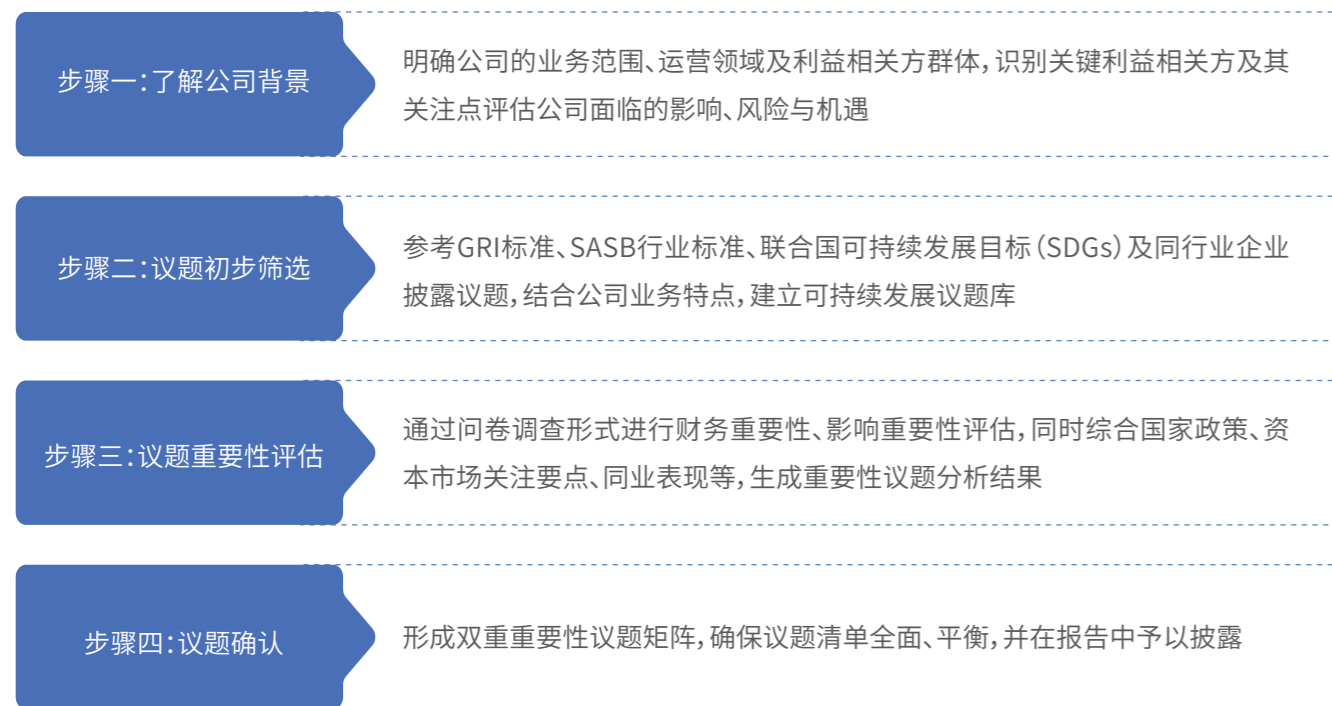 步骤一:了解公司背景
明确公司的业务范围、运营领域及利益相关方群体,识别关键利益相关方及其
关注点评估公司面临的影响、风险与机遇
步骤二:议题初步筛选
参考GRI标准、SASB行业标准、联合国可持续发展目标(SDGs)及同行业企业
披露议题,结合公司业务特点,建立可持续发展议题库
步骤三:议题重要性评估
通过问卷调查形式进行财务重要性、影响重要性评估,同时综合国家政策、资
本市场关注要点、同业表现等,生成重要性议题分析结果
步骤四:议题确认
形成双重重要性议题矩阵,确保议题清单全面、平衡,并在报告中予以披露